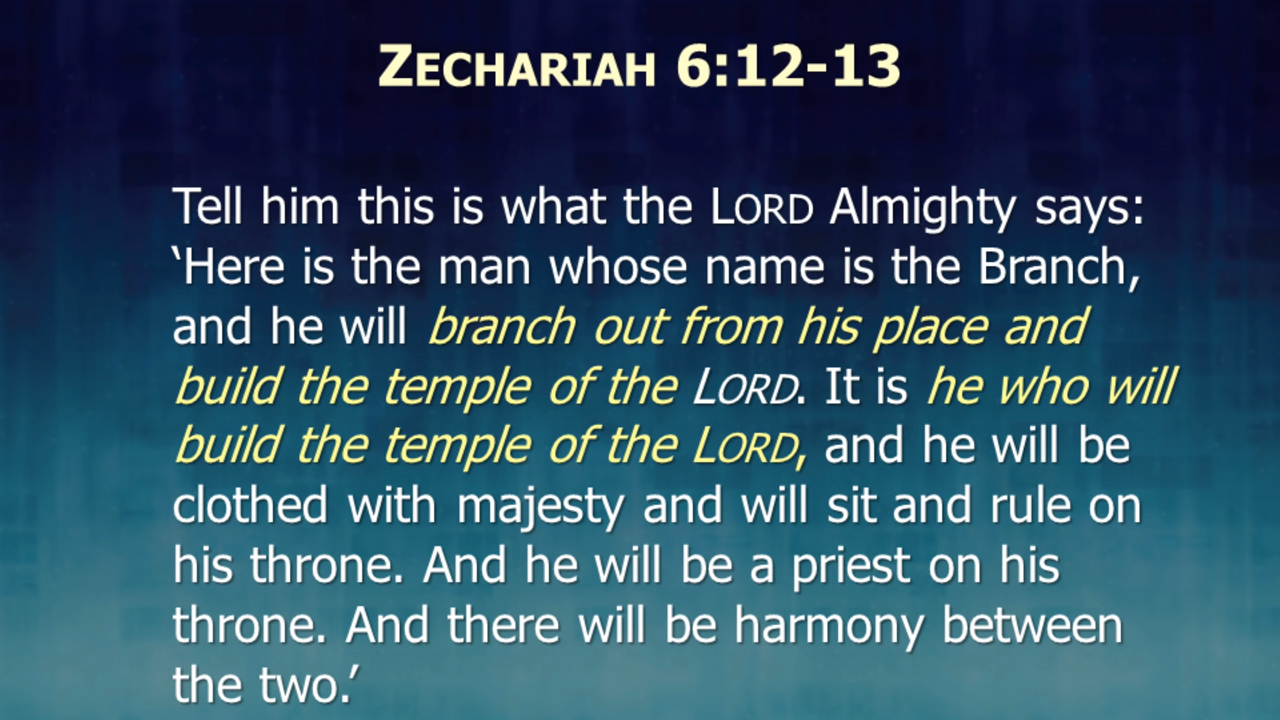 ZECHARIAH 6:12-13
Tell him this is what the LORD Almighty says:
‘Here is the man whose name is the Branch,
and he will branch out from his place and
build the temple of the LORD. It is he who will
build the temple of the LORD, and he will be
clothed with majesty and will sit and rule on
his throne. And he will be a priest on his
throne. And there will be harmony between
the two.’